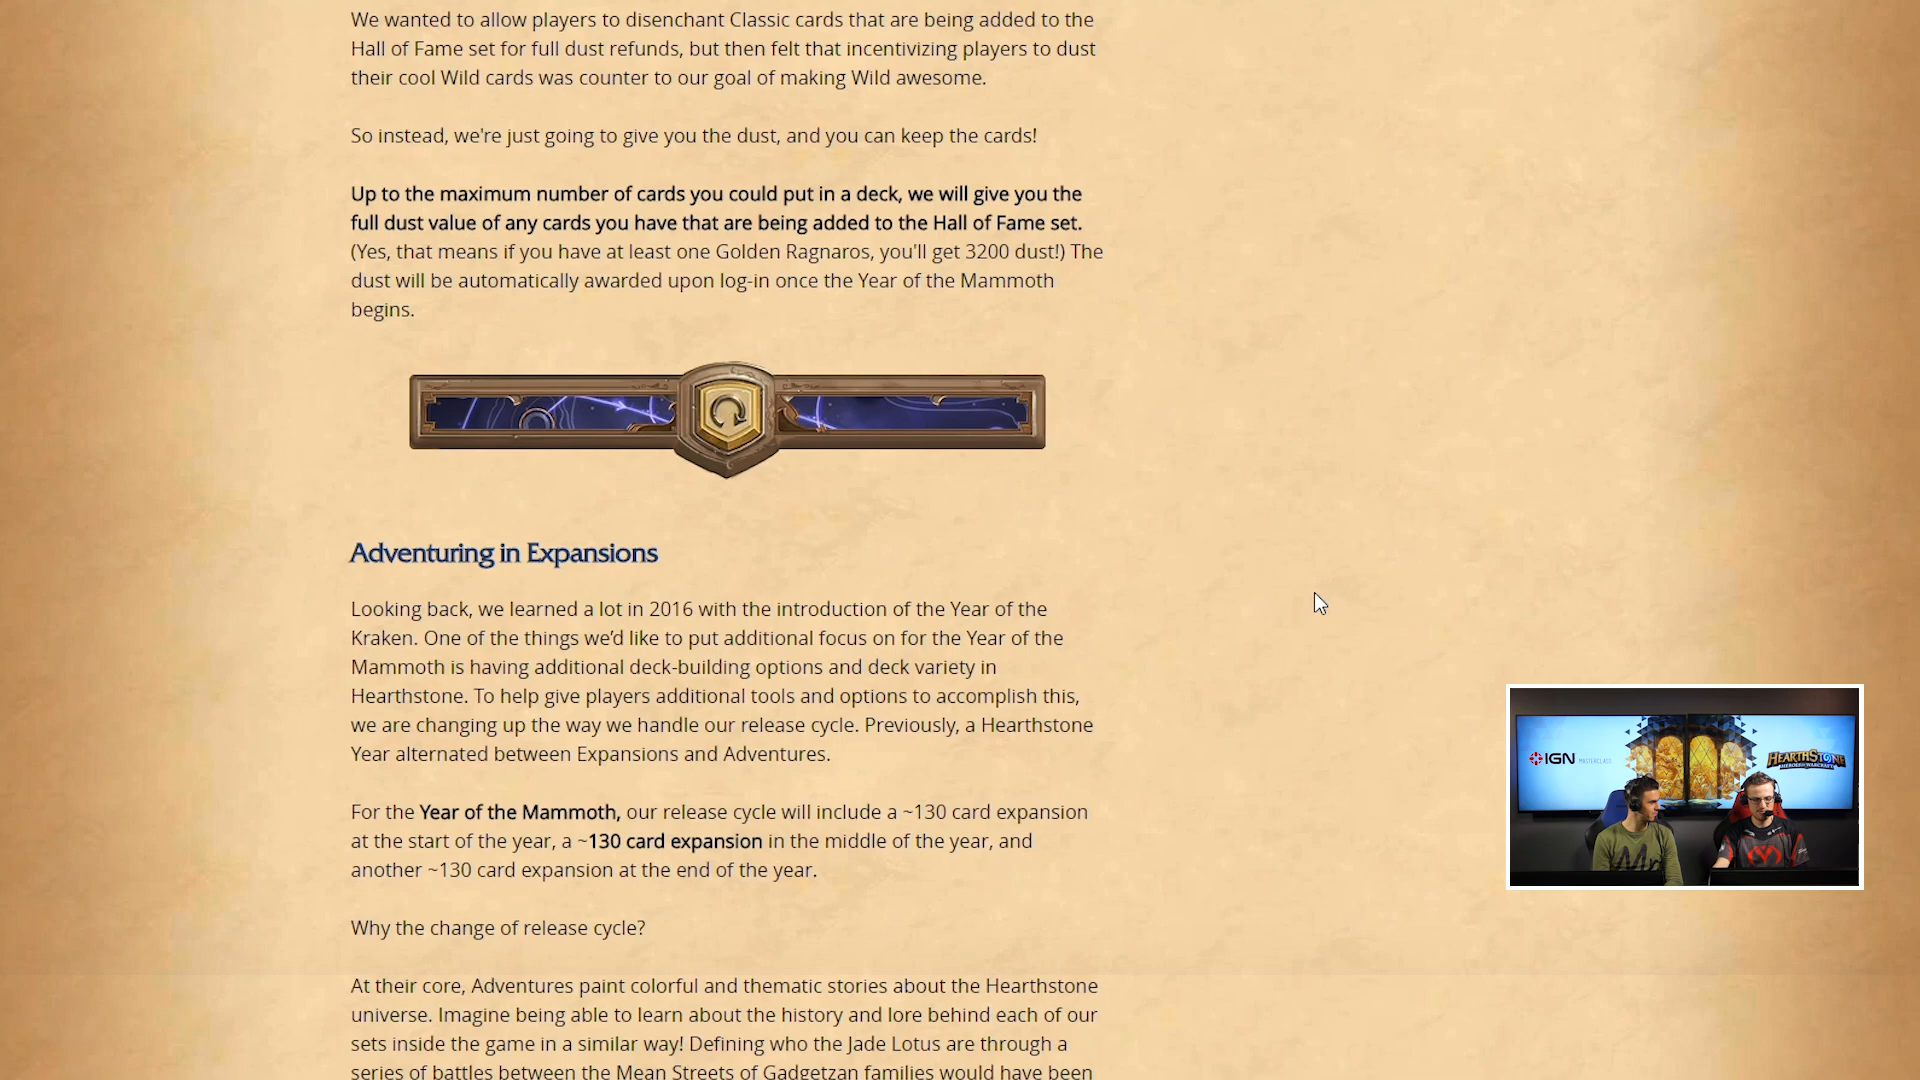 We wanted to allow players to disenchant Classic cards that are being added to the
Hall of Fame set for full dust refunds, but then felt that incentivizing players to dust
their cool Wild cards was counter to our goal of making Wild awesome.
So instead, we're just going to give you the dust, and you can keep the cards!
Up to the maximum number of cards you could put in a deck, we will give you the
full dust value of any cards you have that are being added to the Hall of Fame set.
(Yes, that means if you have at least one Golden Ragnaros, you'll get 3200 dust!) The
dust will be automatically awarded upon log-in once the Year of the Mammoth
begins.
Adventuring in Expansions
Looking back, we learned a lot in 2016 with the introduction of the Year of the
Kraken. One of the things we’d like to put additional focus on for the Year of the
Mammoth is having additional deck-building options and deck variety in
Hearthstone. To help give players additional tools and options to accomplish this,
we are changing up the way we handle our release cycle. Previously, a Hearthstone
Year alternated between Expansions and Adventures.
For the Year of the Mammoth, our release cycle will include a ~130 card expansion
at the start of the year, a ~130 card expansion in the middle of the year, and
another ~130 card expansion at the end of the year.
Why the change of release cycle?
At their core, Adventures paint colorful and thematic stories about the Hearthstone
universe. Imagine being able to learn about the history and lore behind each of our
sets inside the game in a similar way! Defining who the Jade Lotus are through a
series of battles between the Mean Streets of Gadgetzan families would have been
IGN MASTERCLASS
HEARTHSTONE
HEROES OF WARCRAFT